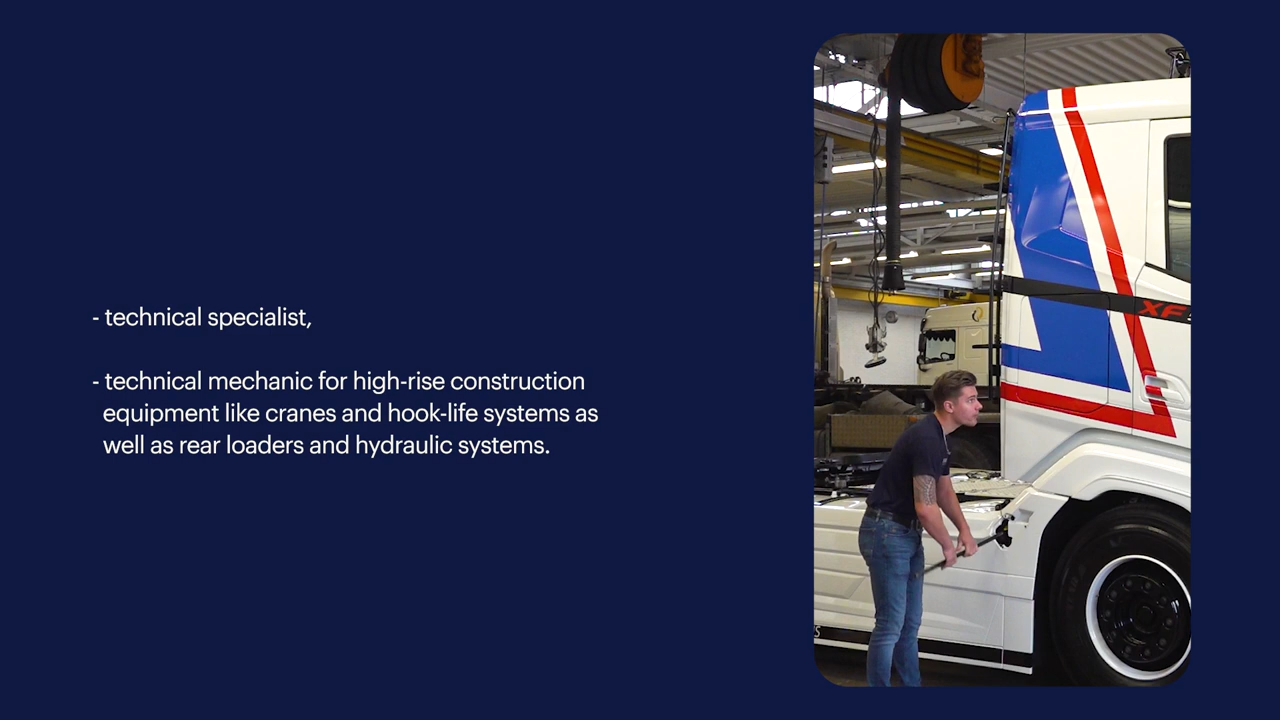 - technical specialist,
- technical mechanic for high-rise construction
equipment like cranes and hook-life systems as
well as rear loaders and hydraulic systems.
XF